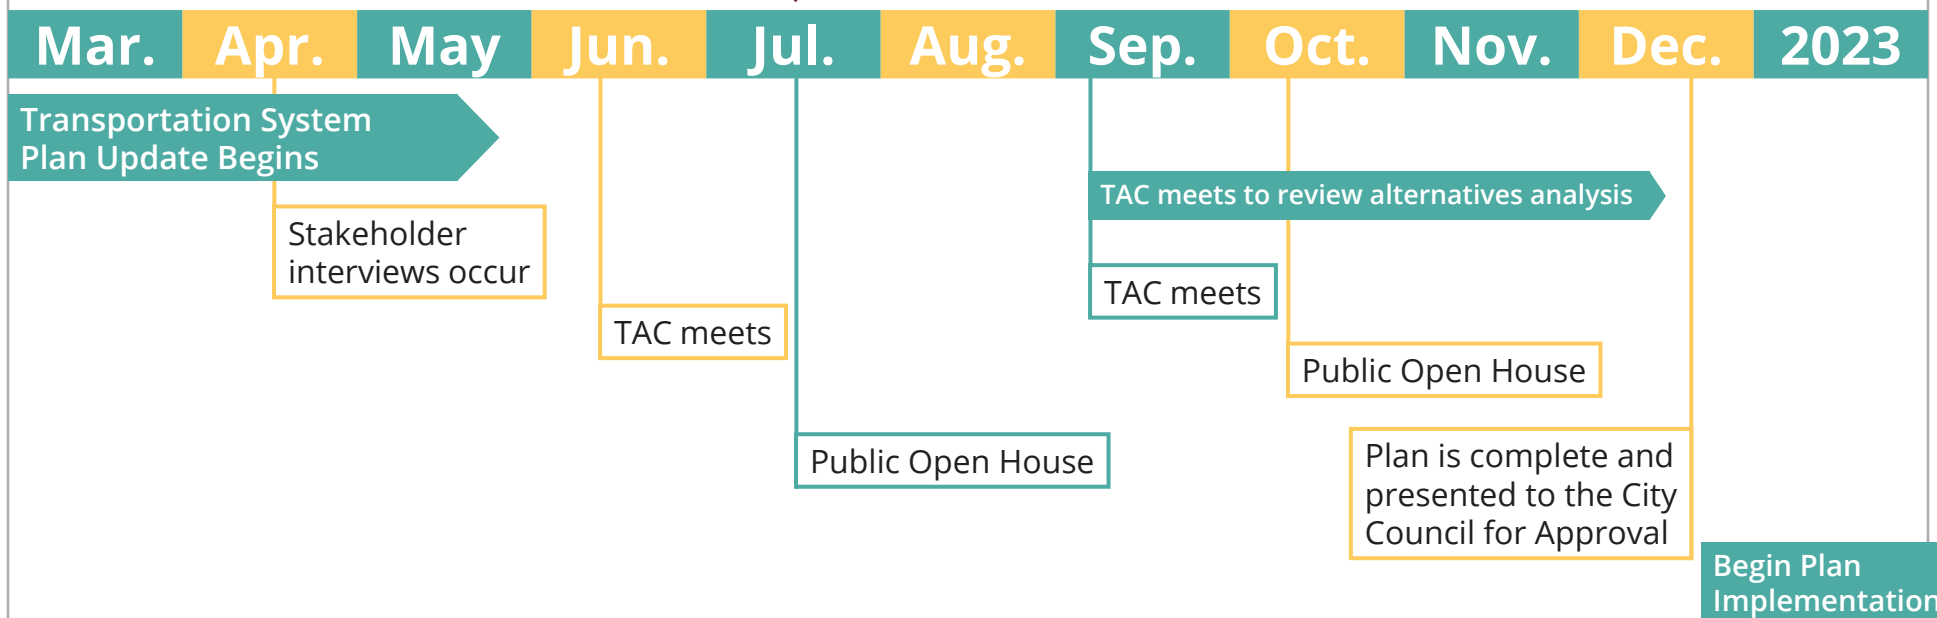 Mar. Apr. May Jun. Jul. Aug. Sep. Oct. Nov. Dec. 2023
Transportation System
Plan Update Begins
TAC meets to review alternatives analysis
Stakeholder
interviews occur
TAC meets
TAC meets
Public Open House
Public Open House
Plan is complete and
presented to the City
Council for Approval
Begin Plan
Implementation